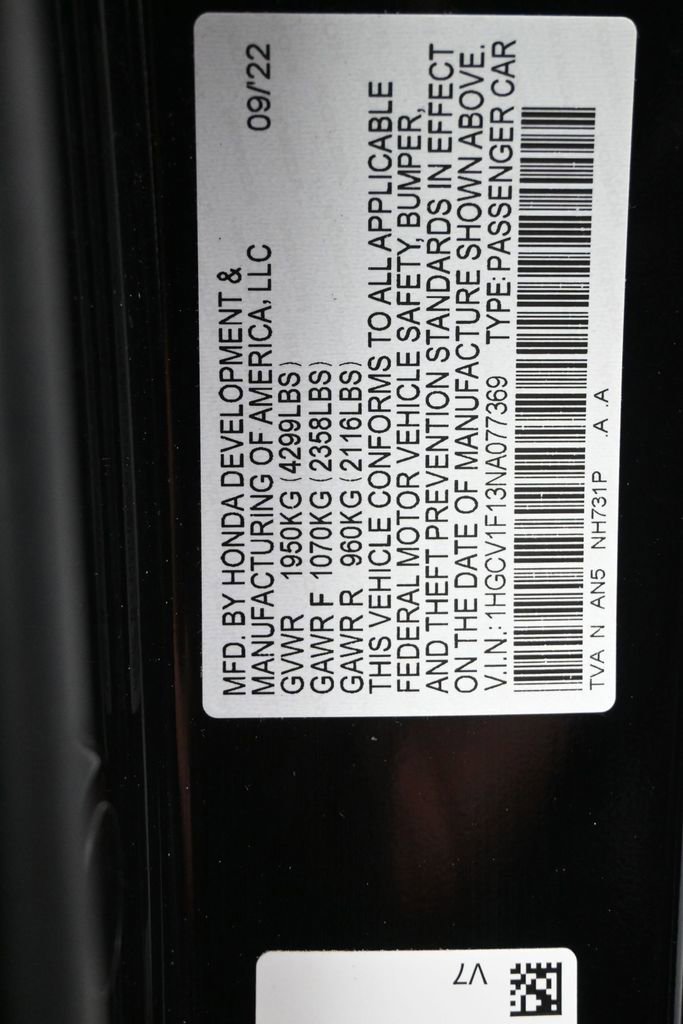 MFD. BY HONDA DEVELOPMENT &
MANUFACTURING OF AMERICA, LLC 09/'22
GVWR 1950KG (4299LBS)
GAWR F 1070KG (2358LBS)
GAWR R 960KG (2116LBS)
THIS VEHICLE CONFORMS TO ALL APPLICABLE
FEDERAL MOTOR VEHICLE SAFETY, BUMPER,
AND THEFT PREVENTION STANDARDS IN EFFECT
ON THE DATE OF MANUFACTURE SHOWN ABOVE.
V.I.N.: 1HGCV1F13NA077369 TYPE: PASSENGER CAR
TVA N AN5 NH731P .A .A
V7